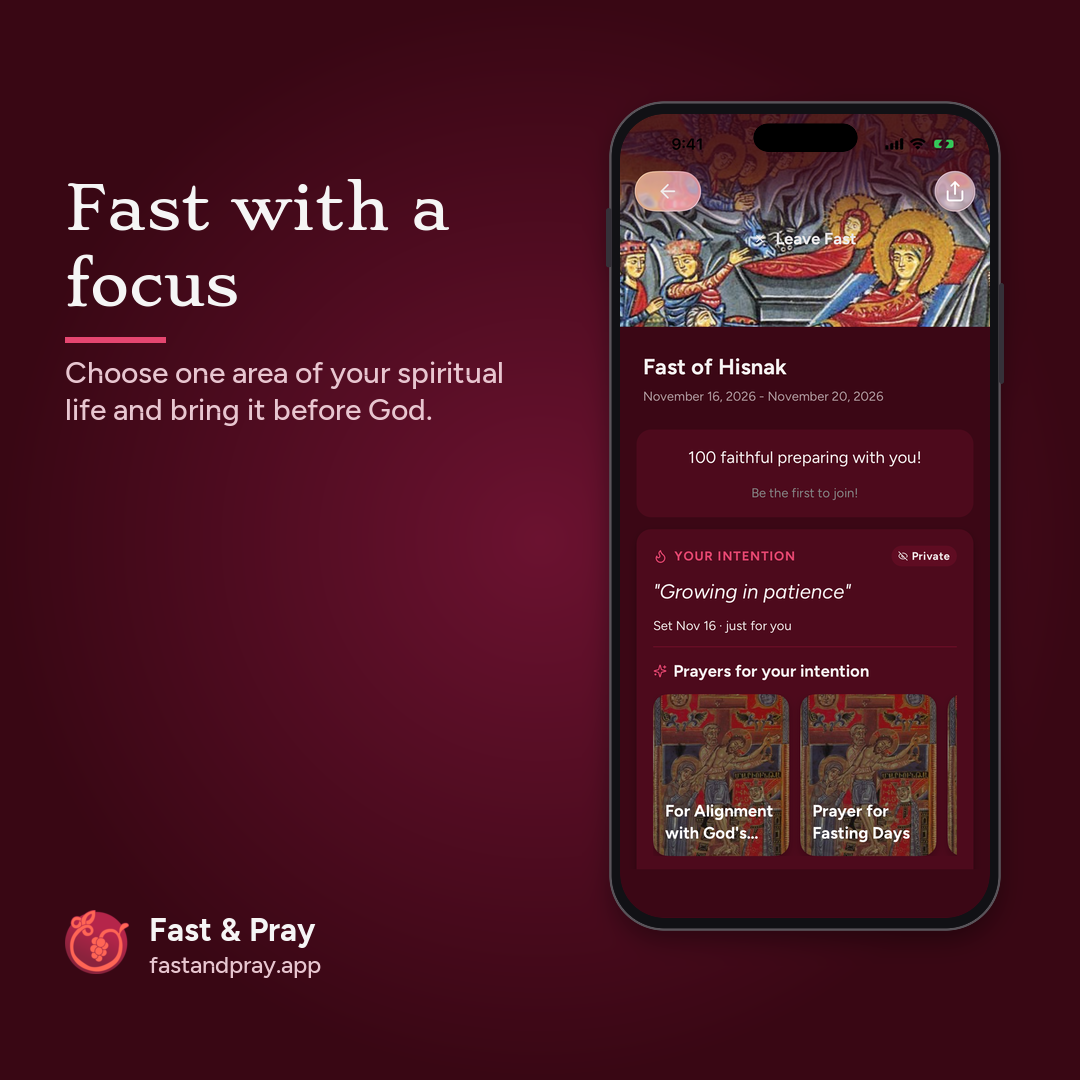 Fast with a
focus
Choose one area of your spiritual
life and bring it before God.
9:41
Leave Fast
Fast of Hisnak
November 16, 2026 - November 20, 2026
100 faithful preparing with you!
Be the first to join!
YOUR INTENTION
Private
"Growing in patience"
Set Nov 16 · just for you
Prayers for your intention
For Alignment
with God's...
Prayer for
Fasting Days
Fast & Pray
fastandpray.app